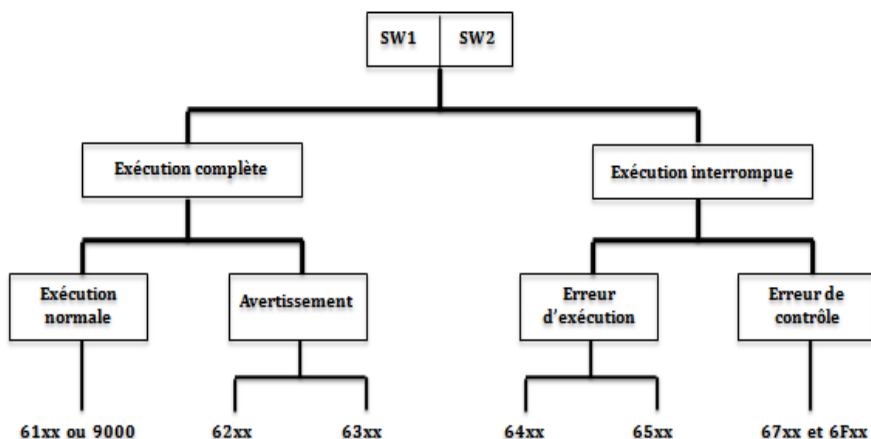 SW1 SW2
Exécution complète
Exécution interrompue
Exécution
normale
Avertissement
Erreur
d'exécution
Erreur de
contrôle
61xx ou 9000
62xx
63xx
64xx
65xx
67xx et 6Fxx